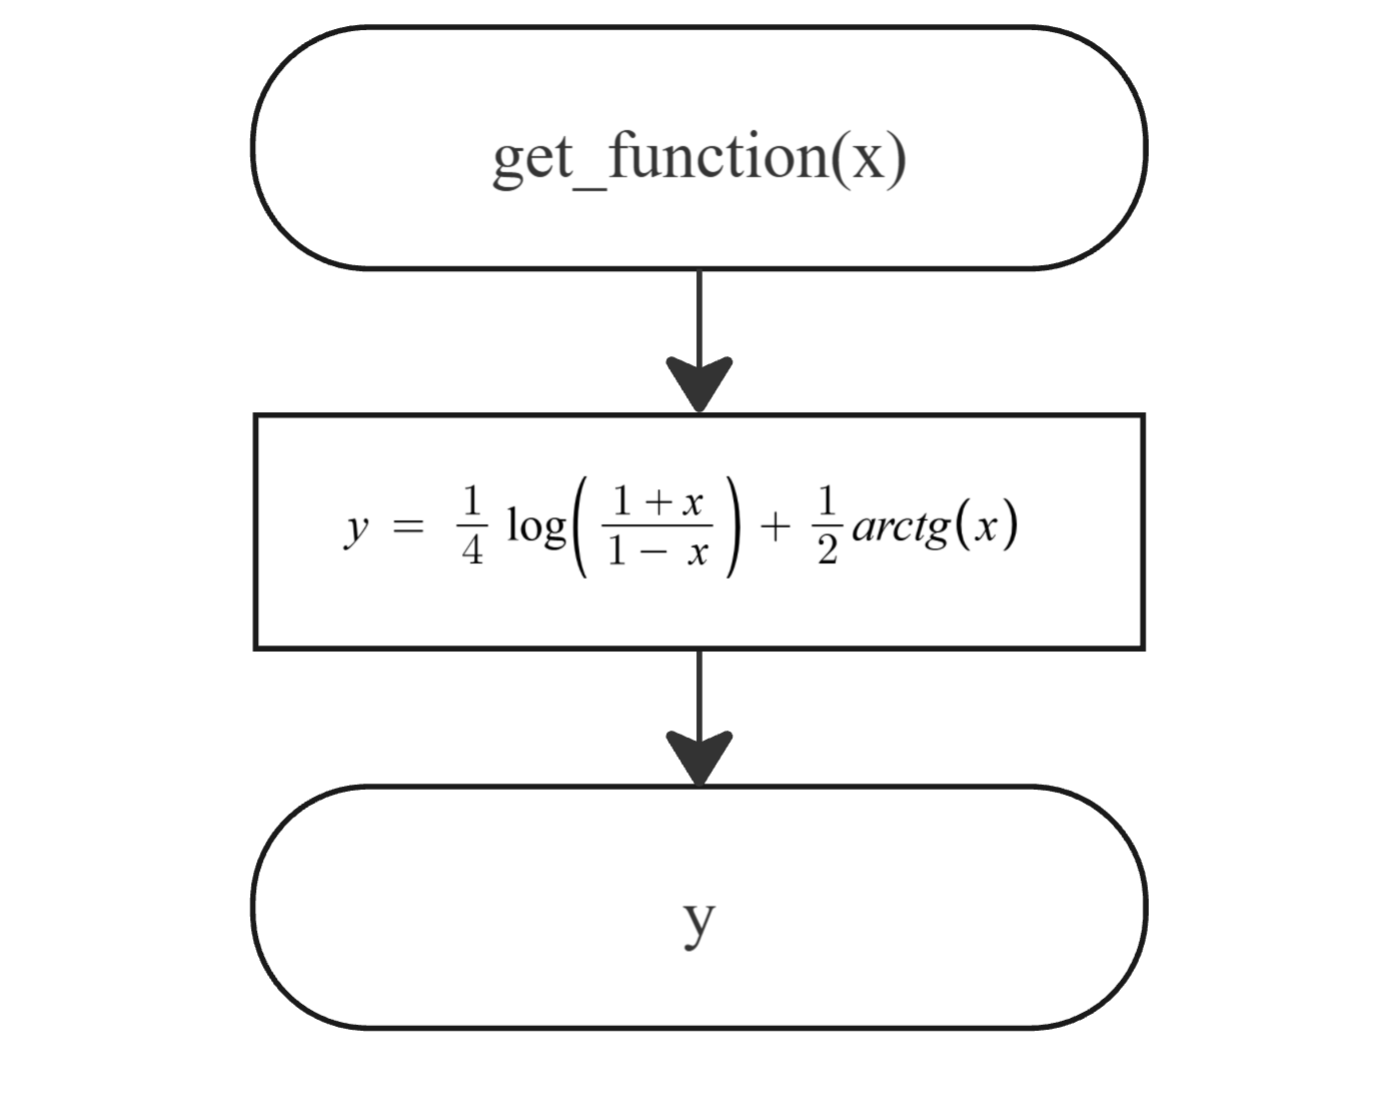 get_function(x)
y = 1/4 log((1 + x)/(1 − x)) + 1/2 arctg(x)
y